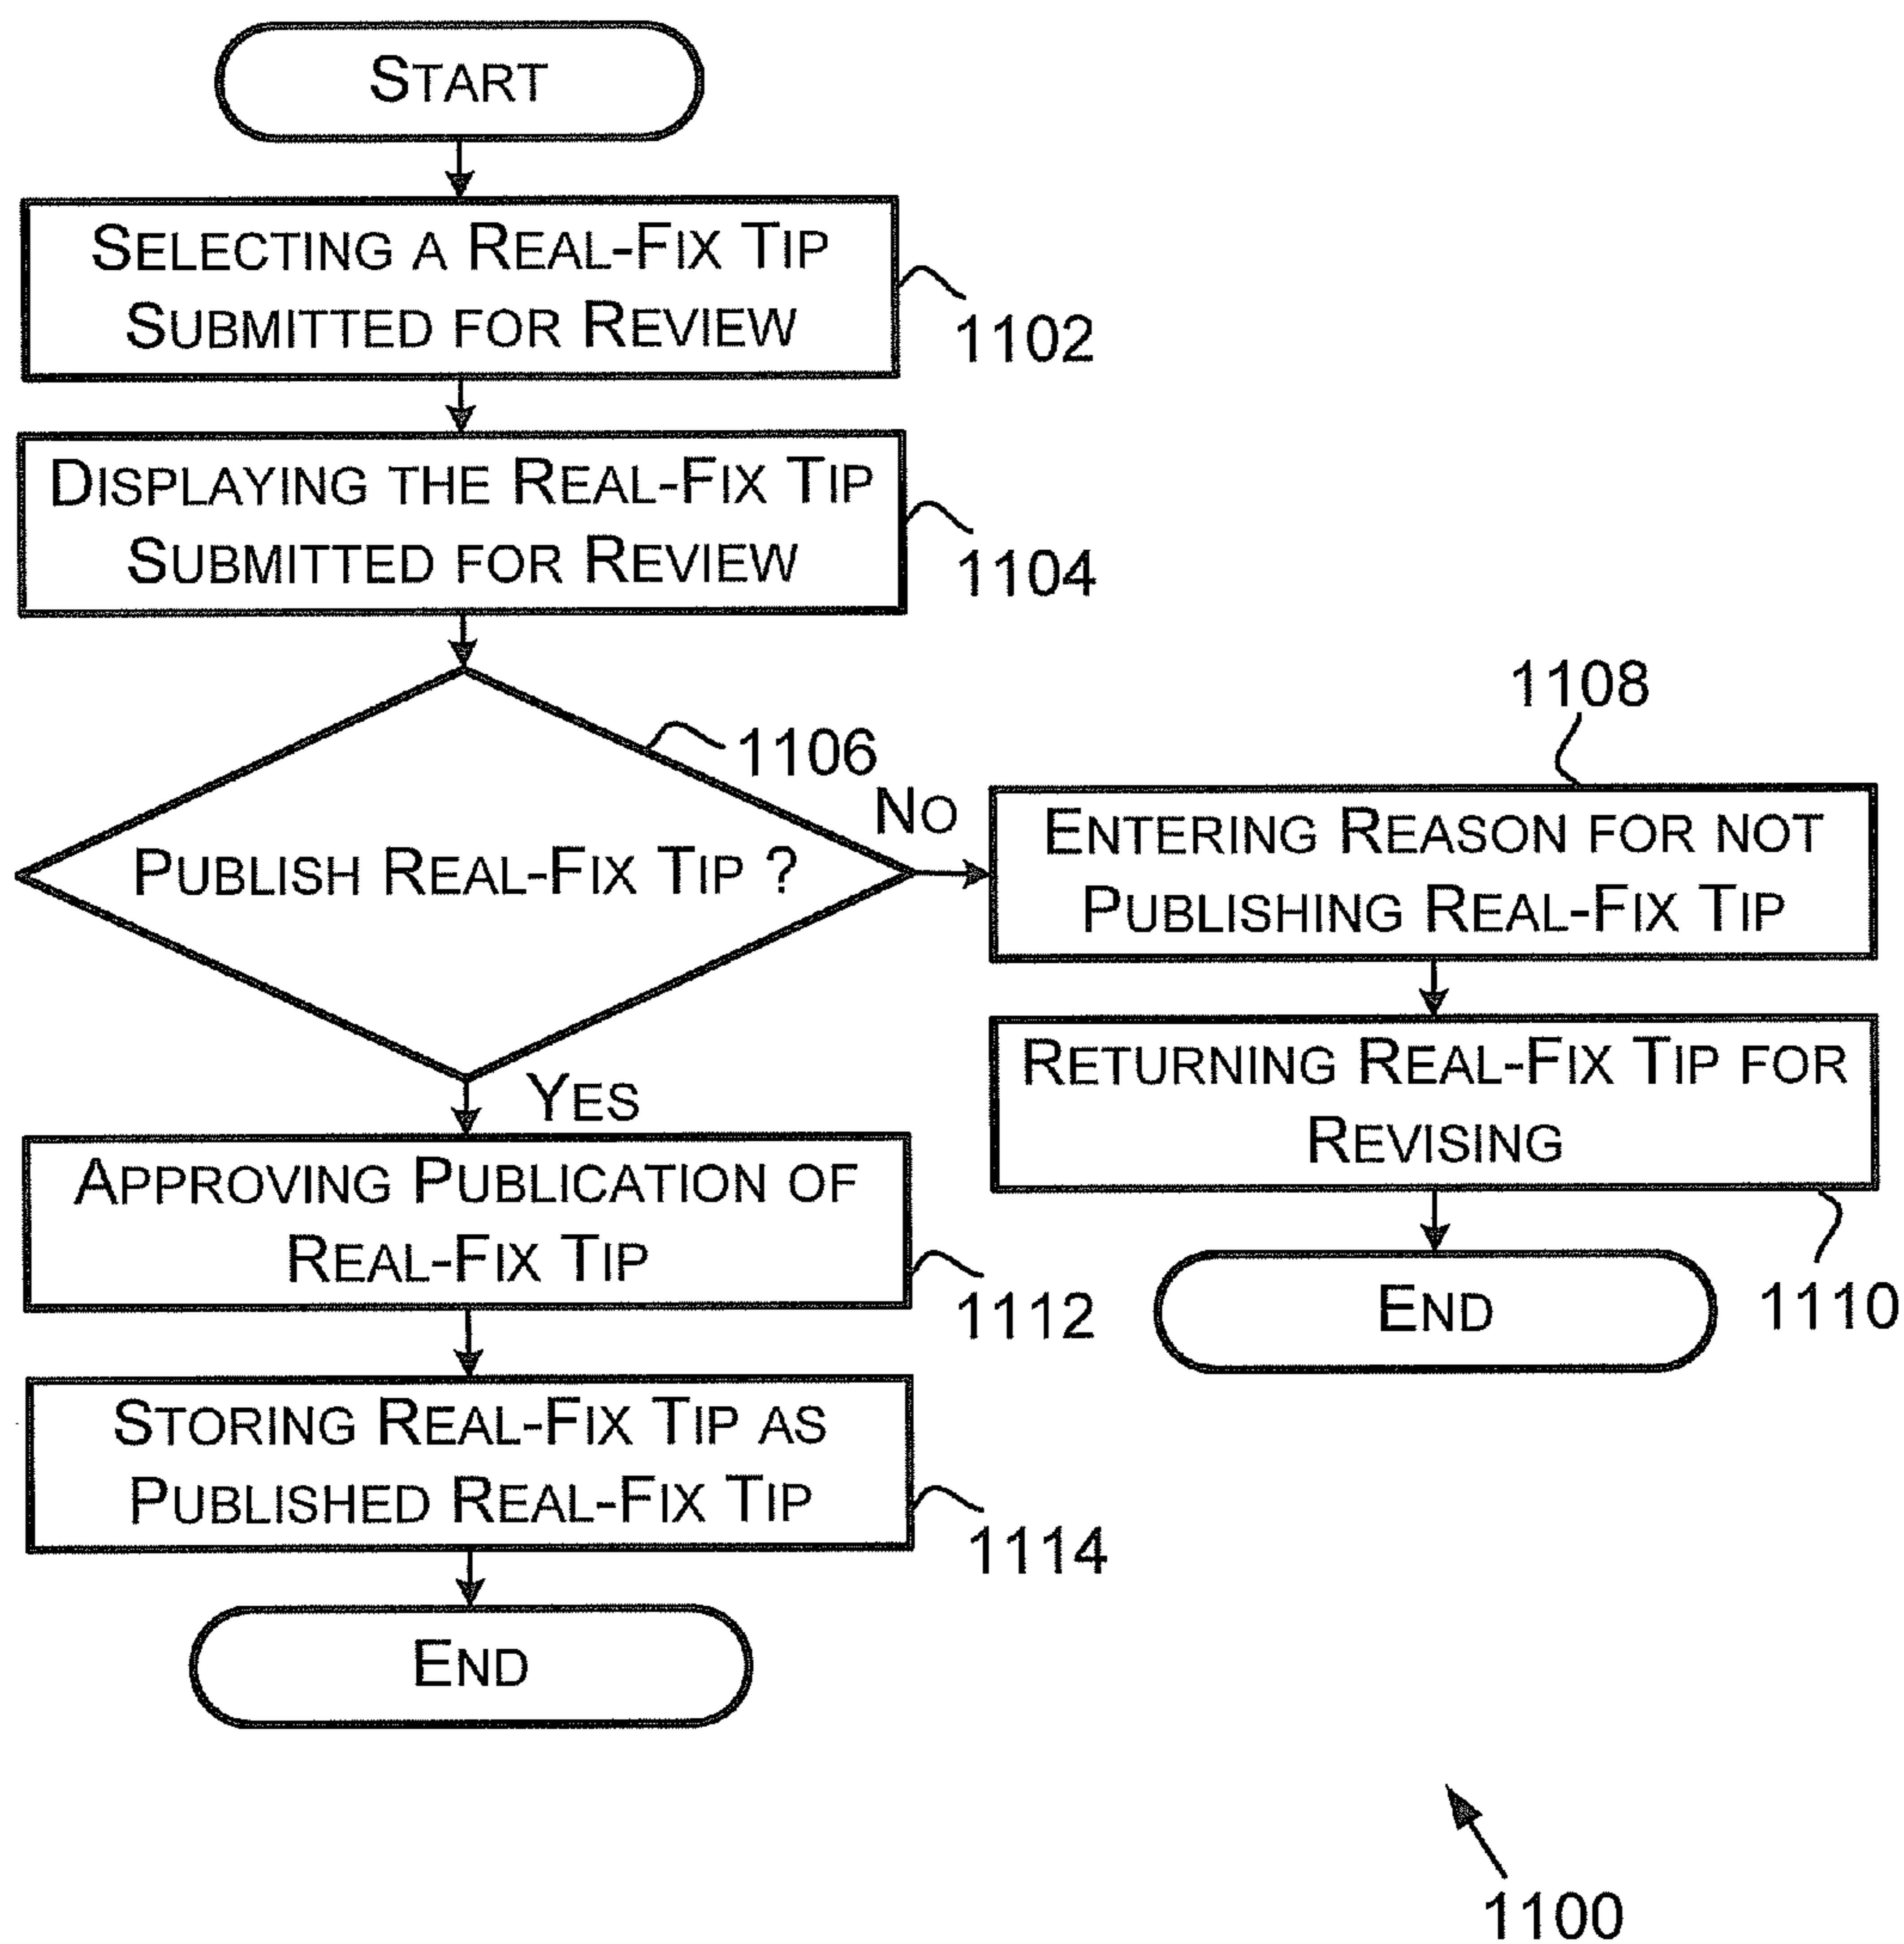 START
SELECTING A REAL-FIX TIP
SUBMITTED FOR REVIEW
1102
DISPLAYING THE REAL-FIX TIP
SUBMITTED FOR REVIEW
1104
1106
PUBLISH REAL-FIX TIP ?
NO
1108
ENTERING REASON FOR NOT
PUBLISHING REAL-FIX TIP
RETURNING REAL-FIX TIP FOR
REVISING
1110
END
YES
APPROVING PUBLICATION OF
REAL-FIX TIP
1112
STORING REAL-FIX TIP AS
PUBLISHED REAL-FIX TIP
1114
END
1100